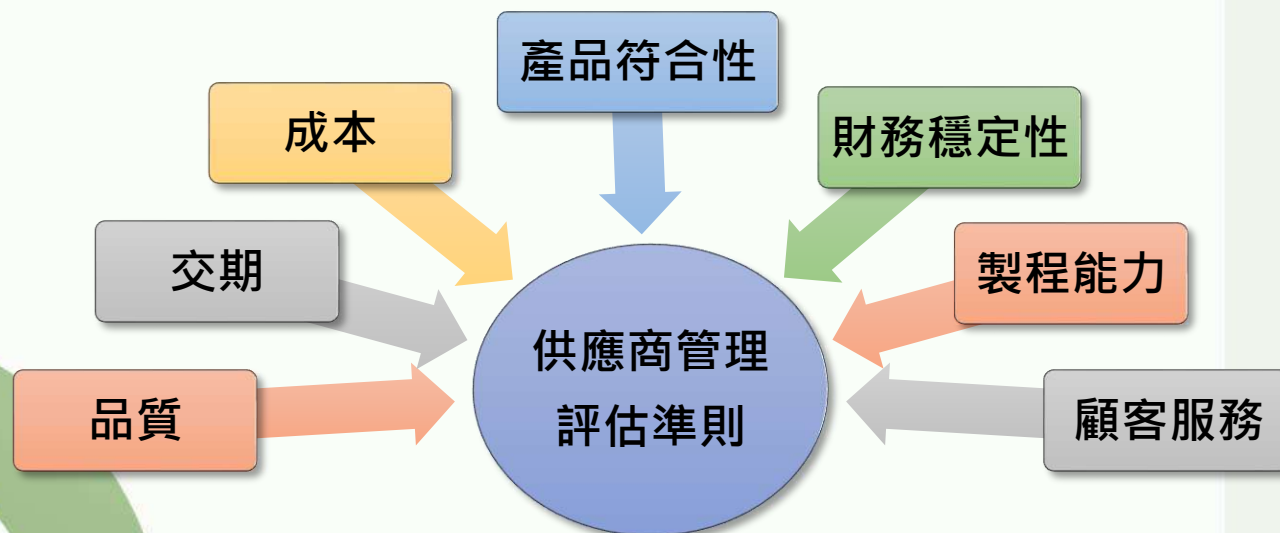 產品符合性
成本
財務穩定性
交期
製程能力
供應商管理
評估準則
品質
顧客服務